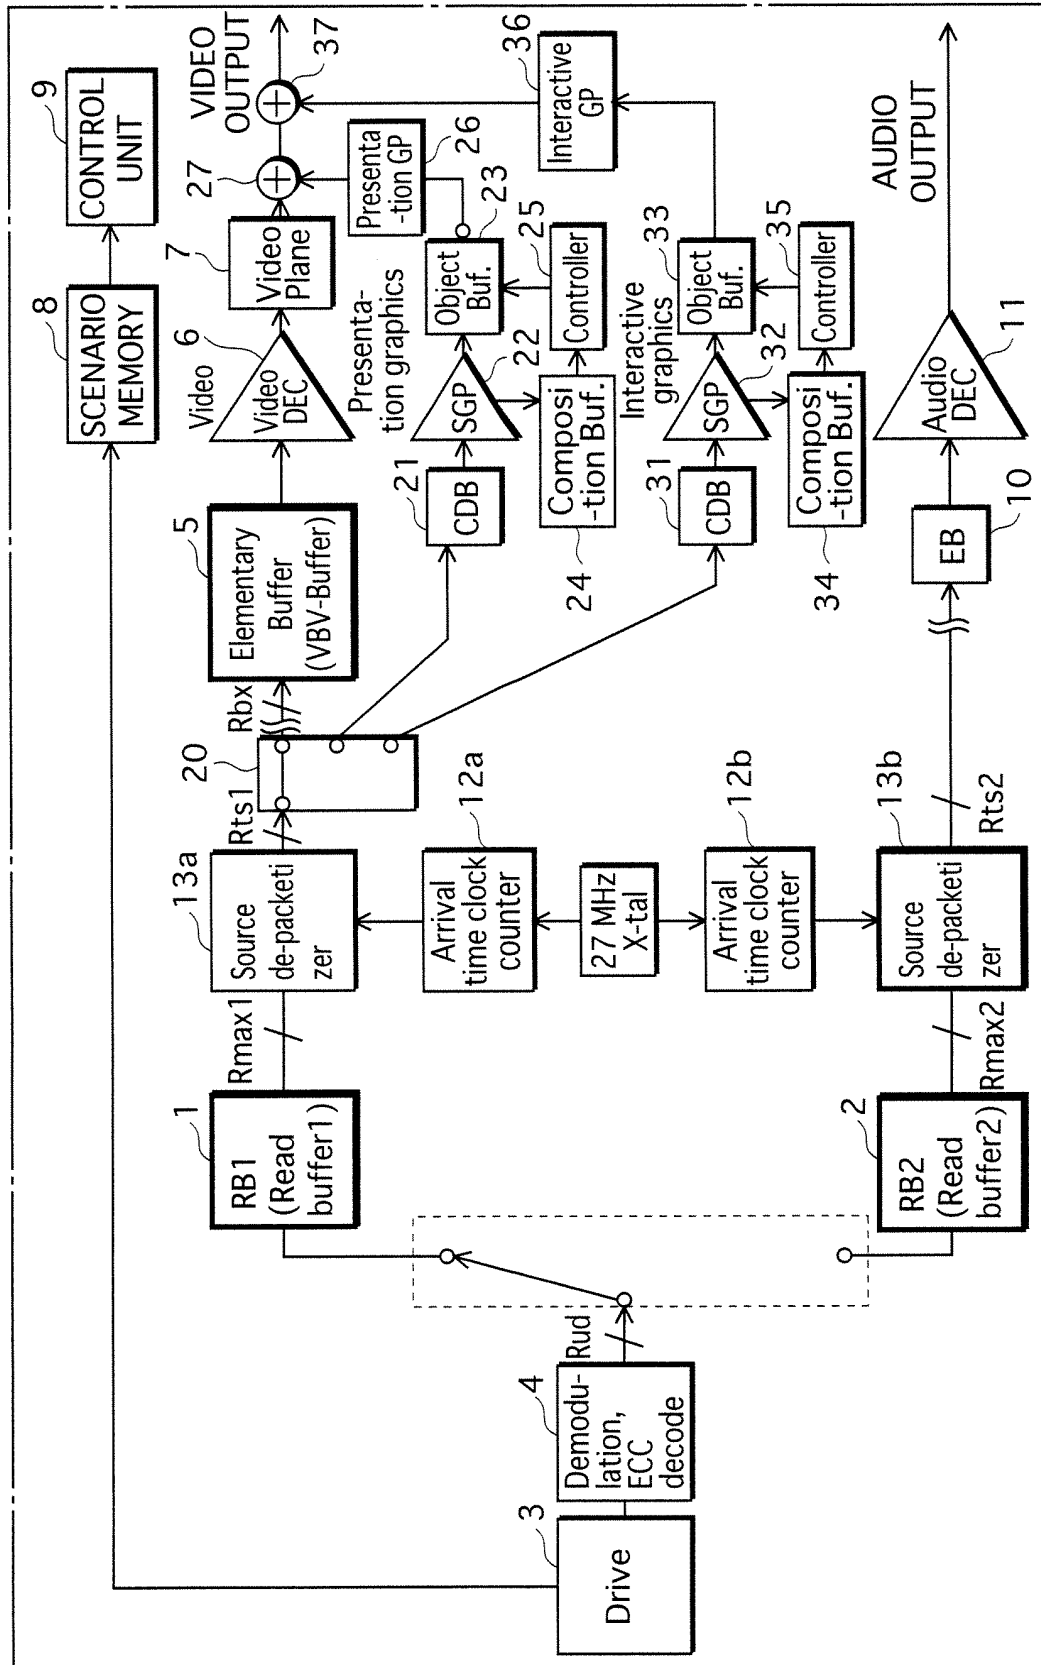 3
Drive
4
Demodu-
lation,
ECC
decode
Rud
1
RB1
(Read
buffer1)
2
RB2
(Read
buffer2)
Rmax1
Rmax2
13a
Source
de-packeti
zer
12a
Arrival
time clock
counter
27 MHz
X-tal
12b
Arrival
time clock
counter
13b
Source
de-packeti
zer
Rts1
Rts2
20
Rbx
5
Elementary
Buffer
(VBV-Buffer)
Video
6
Video
DEC
7
Video
Plane
27
37
VIDEO
OUTPUT
8
SCENARIO
MEMORY
9
CONTROL
UNIT
21
CDB
Presenta-
tion graphics
SGP
22
23
Object
Buf.
24
Composi
-tion Buf.
25
Controller
26
Presenta
-tion GP
31
CDB
Interactive
graphics
SGP
32
33
Object
Buf.
34
Composi
-tion Buf.
35
Controller
36
Interactive
GP
10
EB
11
Audio
DEC
AUDIO
OUTPUT